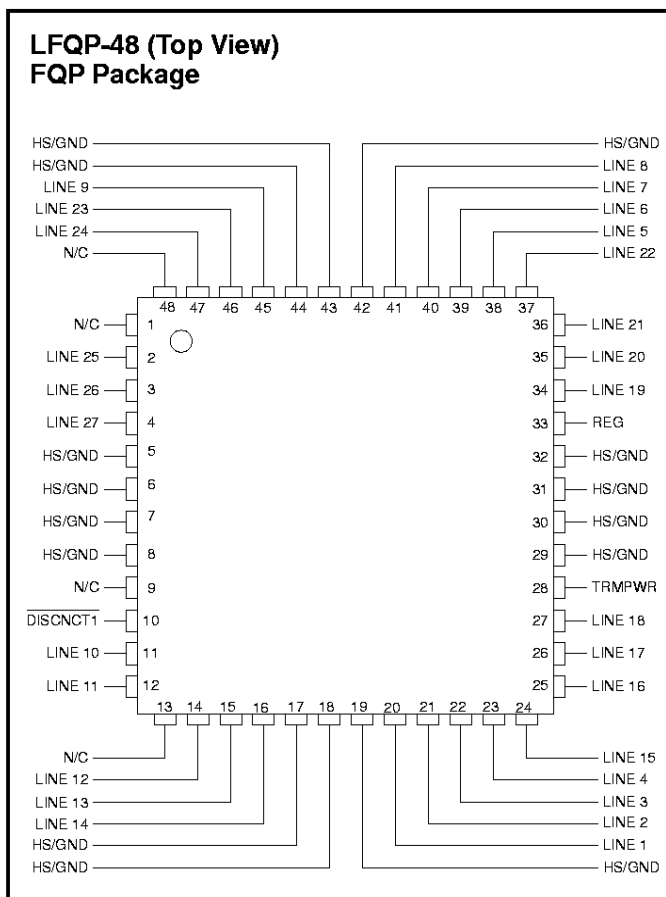 LFQP-48 (Top View)
FQP Package
HS/GND
HS/GND
LINE 9
LINE 23
LINE 24
N/C
HS/GND
LINE 8
LINE 7
LINE 6
LINE 5
LINE 22
48 47 46 45 44 43 42 41 40 39 38 37
N/C 1
LINE 25 2
LINE 26 3
LINE 27 4
HS/GND 5
HS/GND 6
HS/GND 7
HS/GND 8
N/C 9
DISCNCT1 10
LINE 10 11
LINE 11 12
36 LINE 21
35 LINE 20
34 LINE 19
33 REG
32 HS/GND
31 HS/GND
30 HS/GND
29 HS/GND
28 TRMPWR
27 LINE 18
26 LINE 17
25 LINE 16
13 14 15 16 17 18 19 20 21 22 23 24
N/C
LINE 12
LINE 13
LINE 14
HS/GND
HS/GND
LINE 15
LINE 4
LINE 3
LINE 2
LINE 1
HS/GND